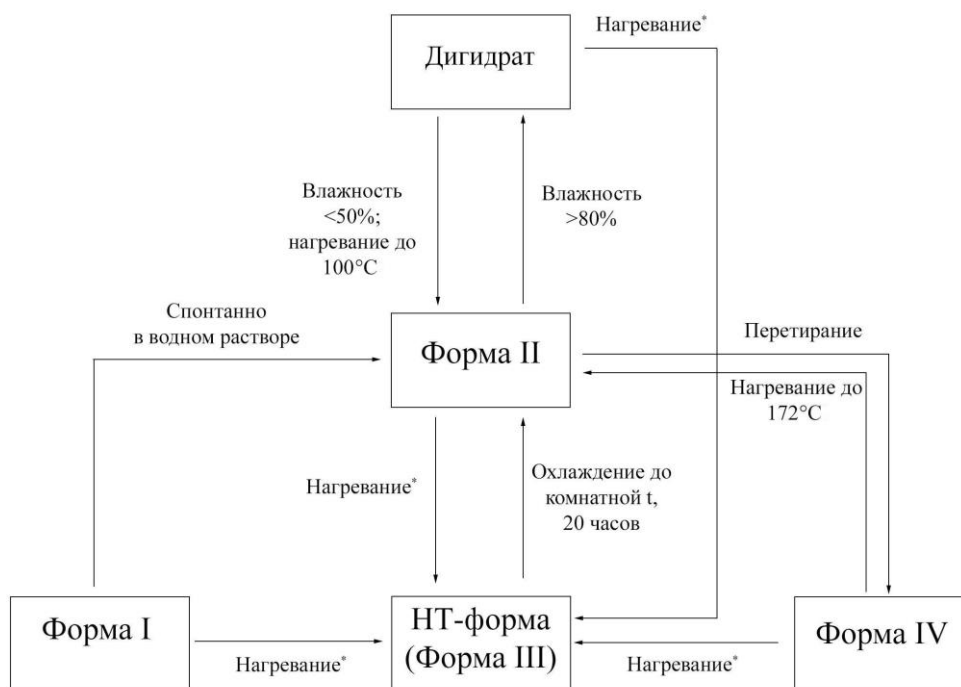 Нагревание*
Дигидрат
Влажность
<50%;
нагревание до
100°C
Влажность
>80%
Спонтанно
в водном растворе
Форма II
Перетирание
Нагревание до
172°C
Нагревание*
Охлаждение до
комнатной t,
20 часов
Форма I
НТ-форма
(Форма III)
Форма IV
Нагревание*
Нагревание*